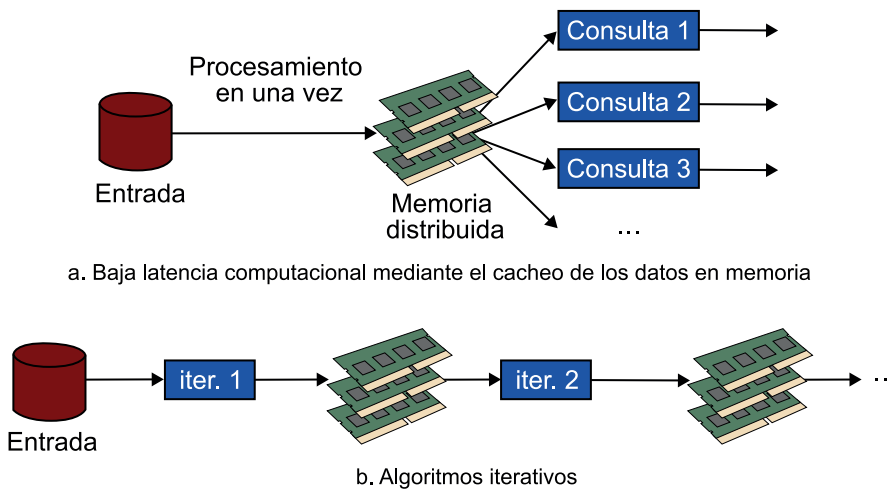 Procesamiento
en una vez
Entrada
Memoria
distribuida
Consulta 1
Consulta 2
Consulta 3
...
a. Baja latencia computacional mediante el cacheo de los datos en memoria
Entrada
iter. 1
iter. 2
..
b. Algoritmos iterativos